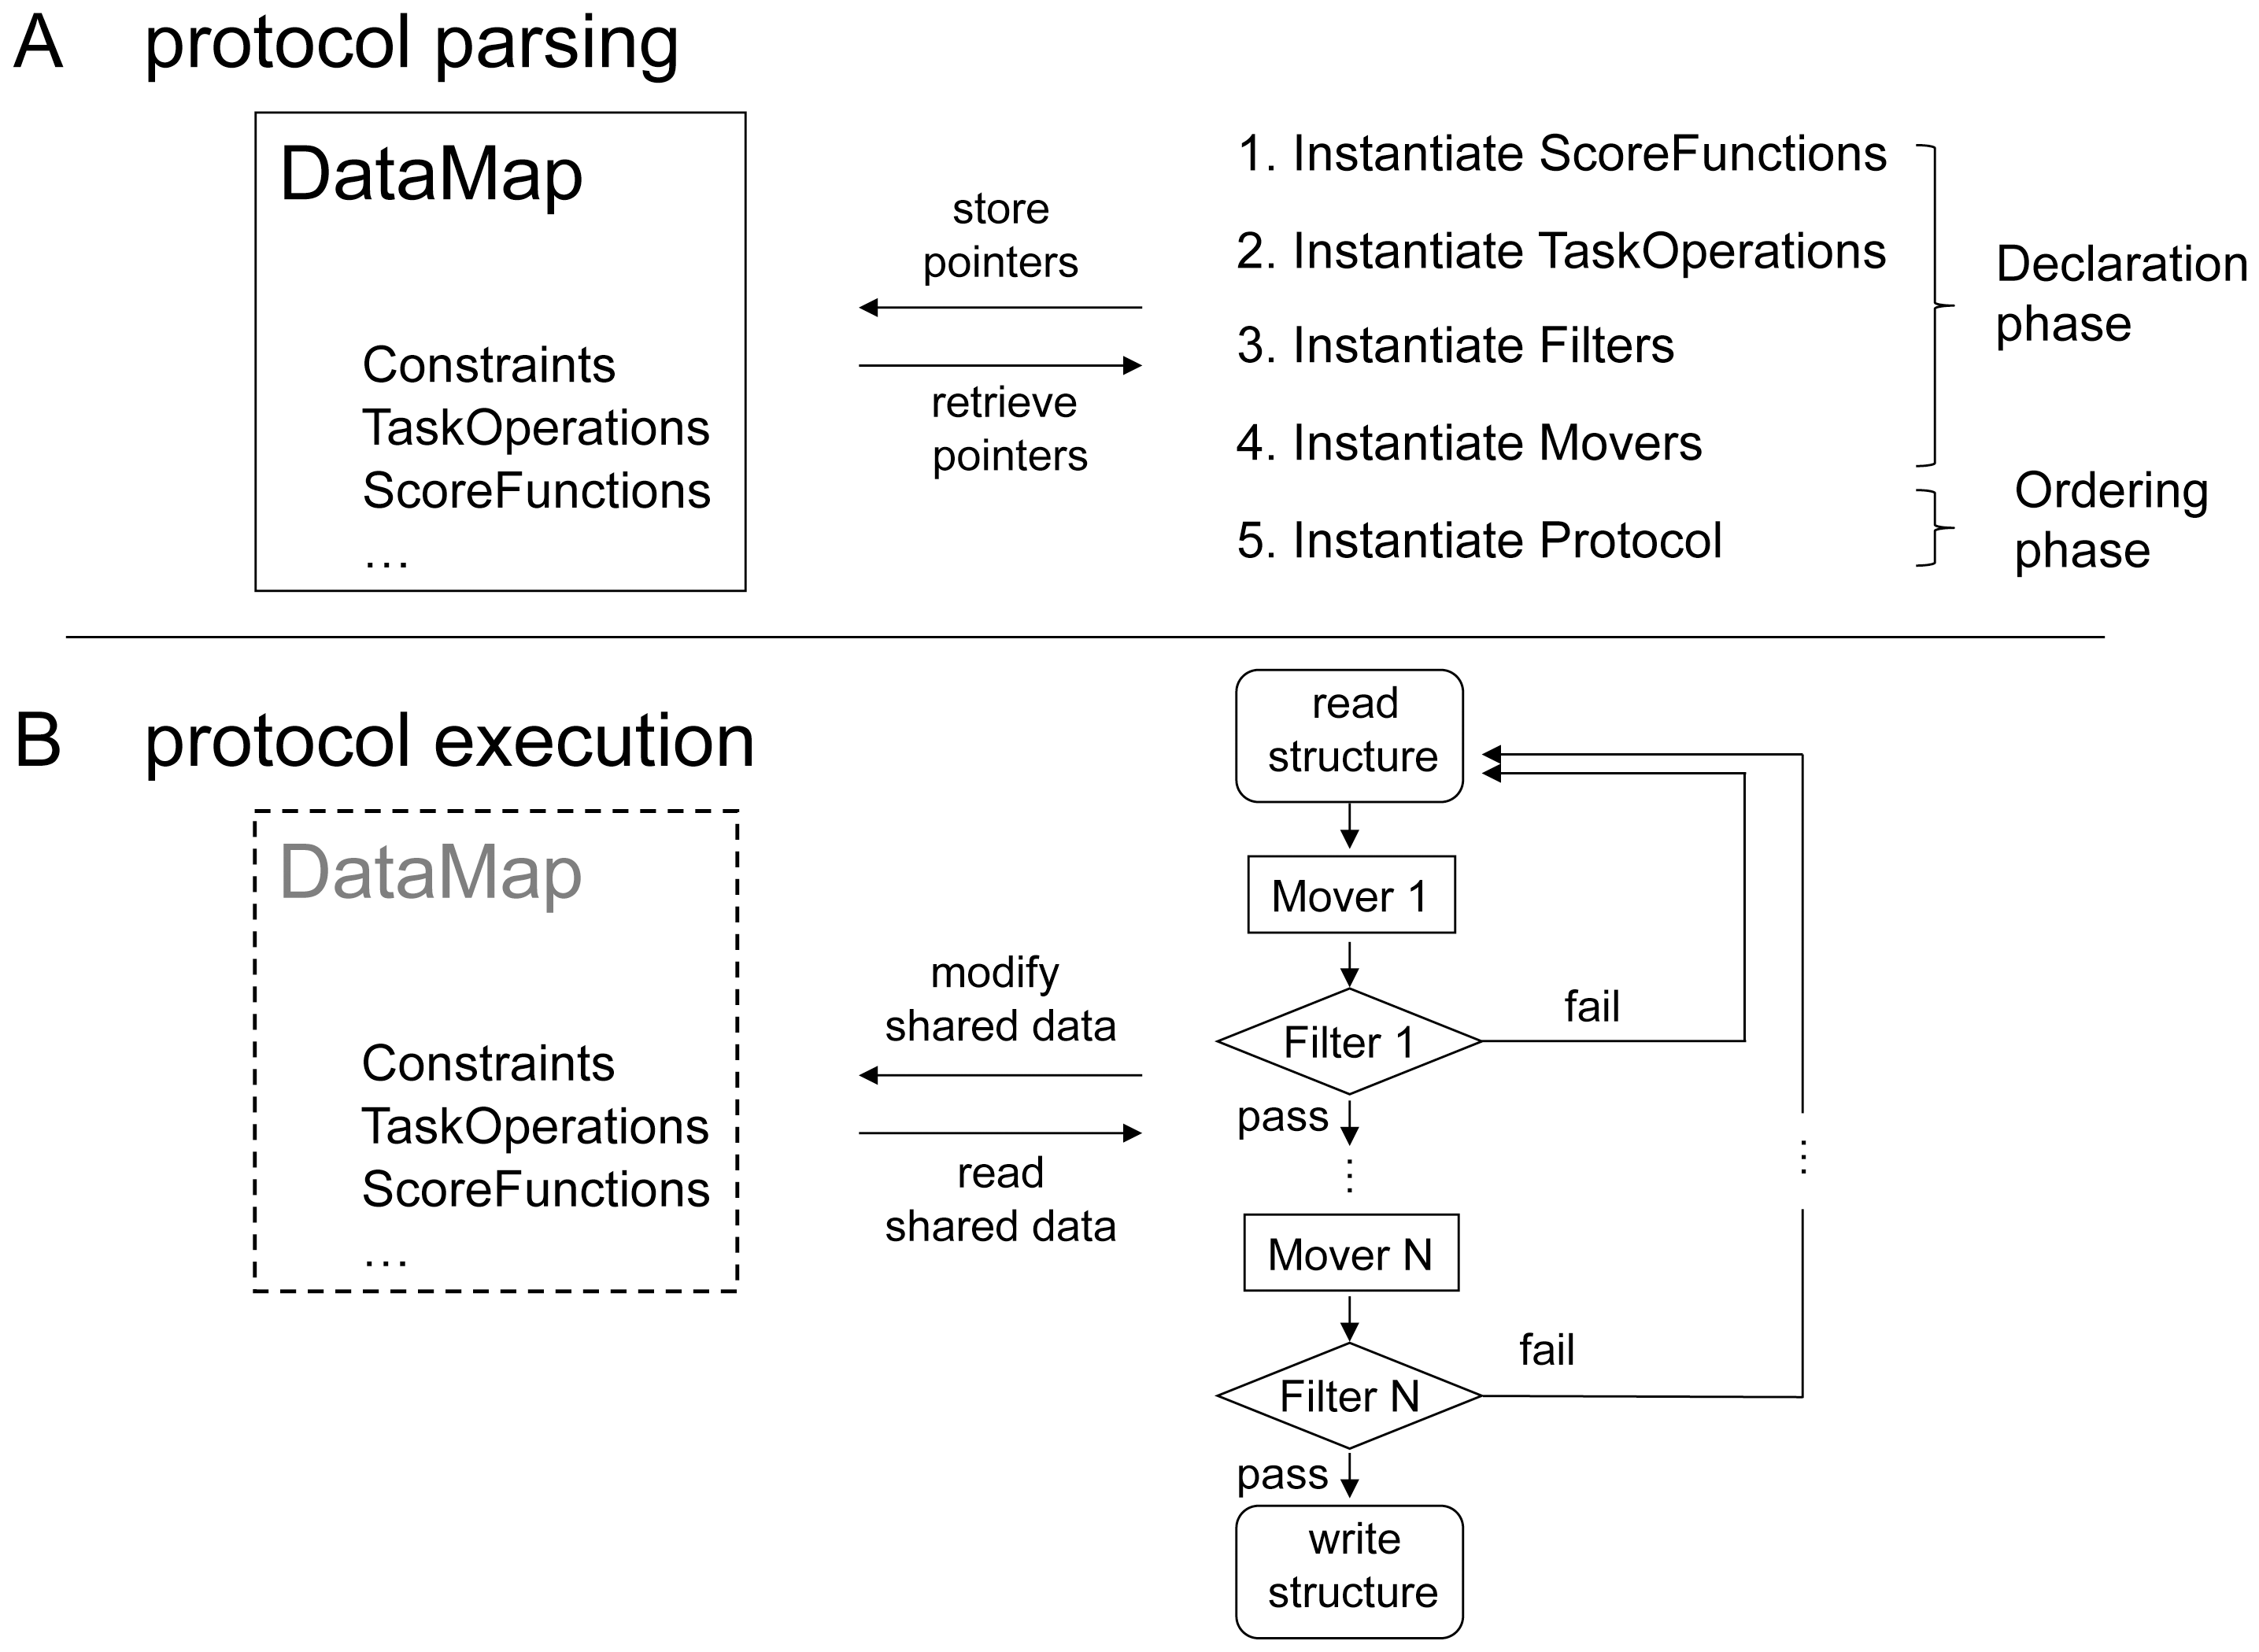 A protocol parsing
DataMap
Constraints
TaskOperations
ScoreFunctions
...
store
pointers
retrieve
pointers
1. Instantiate ScoreFunctions
2. Instantiate TaskOperations
3. Instantiate Filters
4. Instantiate Movers
5. Instantiate Protocol
Declaration
phase
Ordering
phase
B protocol execution
DataMap
Constraints
TaskOperations
ScoreFunctions
...
modify
shared data
read
shared data
read
structure
Mover 1
Filter 1
fail
pass
...
...
Mover N
Filter N
fail
pass
write
structure